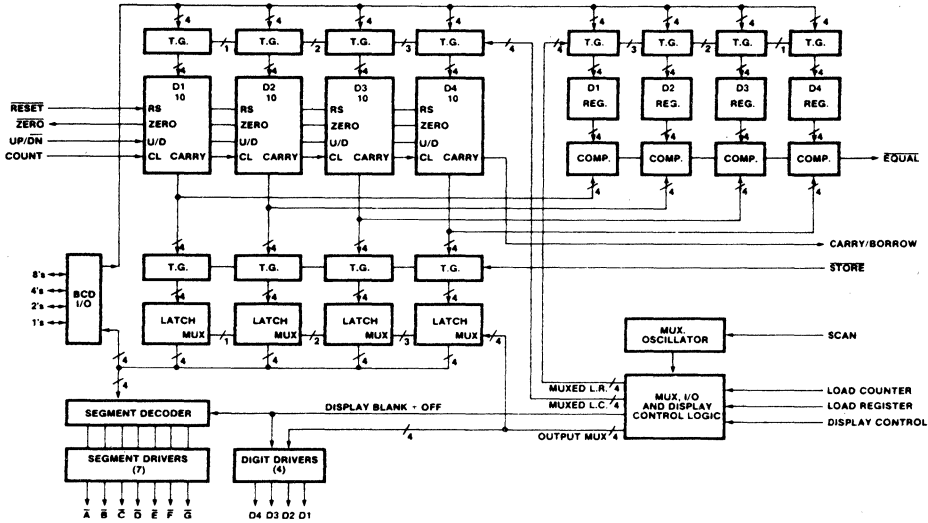 4 4 4 4 4 4 4 4
T.G. 1 T.G. 2 T.G. 3 T.G. 4 4 T.G. 3 T.G. 2 T.G. 1 T.G.
4 4 4 4 4 4 4 4
D1 10 D2 10 D3 10 D4 10
D1 REG. D2 REG. D3 REG. D4 REG.
RESET RS RS RS RS
ZERO ZERO ZERO ZERO
UP/DN U/D U/D U/D U/D
COUNT CL CARRY CL CARRY CL CARRY CL CARRY
4 4 4 4
COMP. COMP. COMP. COMP. EQUAL
4 4 4 4
CARRY/BORROW
4 4 4 4
T.G. T.G. T.G. T.G. STORE
4 4 4 4
8's
4's
2's
1's
BCD I/O
LATCH MUX 1 LATCH MUX 2 LATCH MUX 3 LATCH MUX 4
4 4 4 4
4
4
MUX. OSCILLATOR SCAN
MUXED L.R. 4
MUXED L.C. 4
OUTPUT MUX 4
MUX, I/O AND DISPLAY CONTROL LOGIC
LOAD COUNTER
LOAD REGISTER
DISPLAY CONTROL
SEGMENT DECODER
DISPLAY BLANK + OFF
4
SEGMENT DRIVERS (7)
DIGIT DRIVERS (4)
A B C D E F G
D4 D3 D2 D1